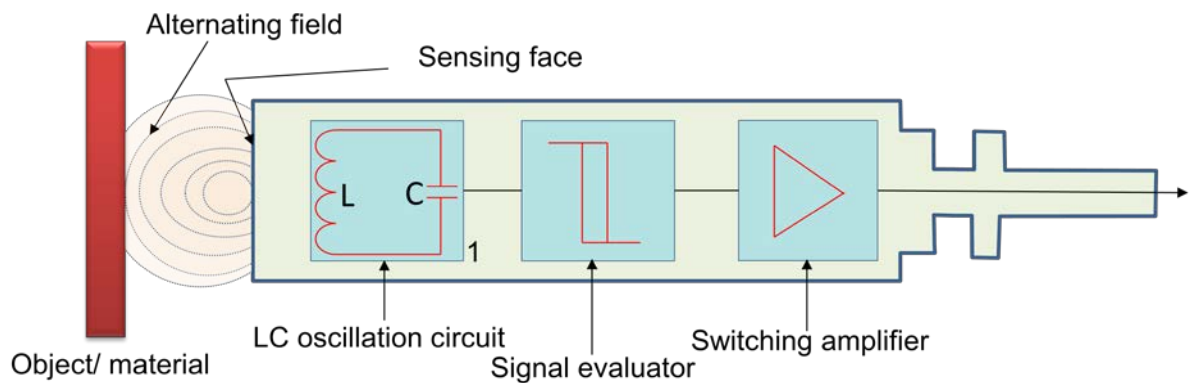 Alternating field
Sensing face
L
C
1
LC oscillation circuit
Switching amplifier
Object/ material
Signal evaluator